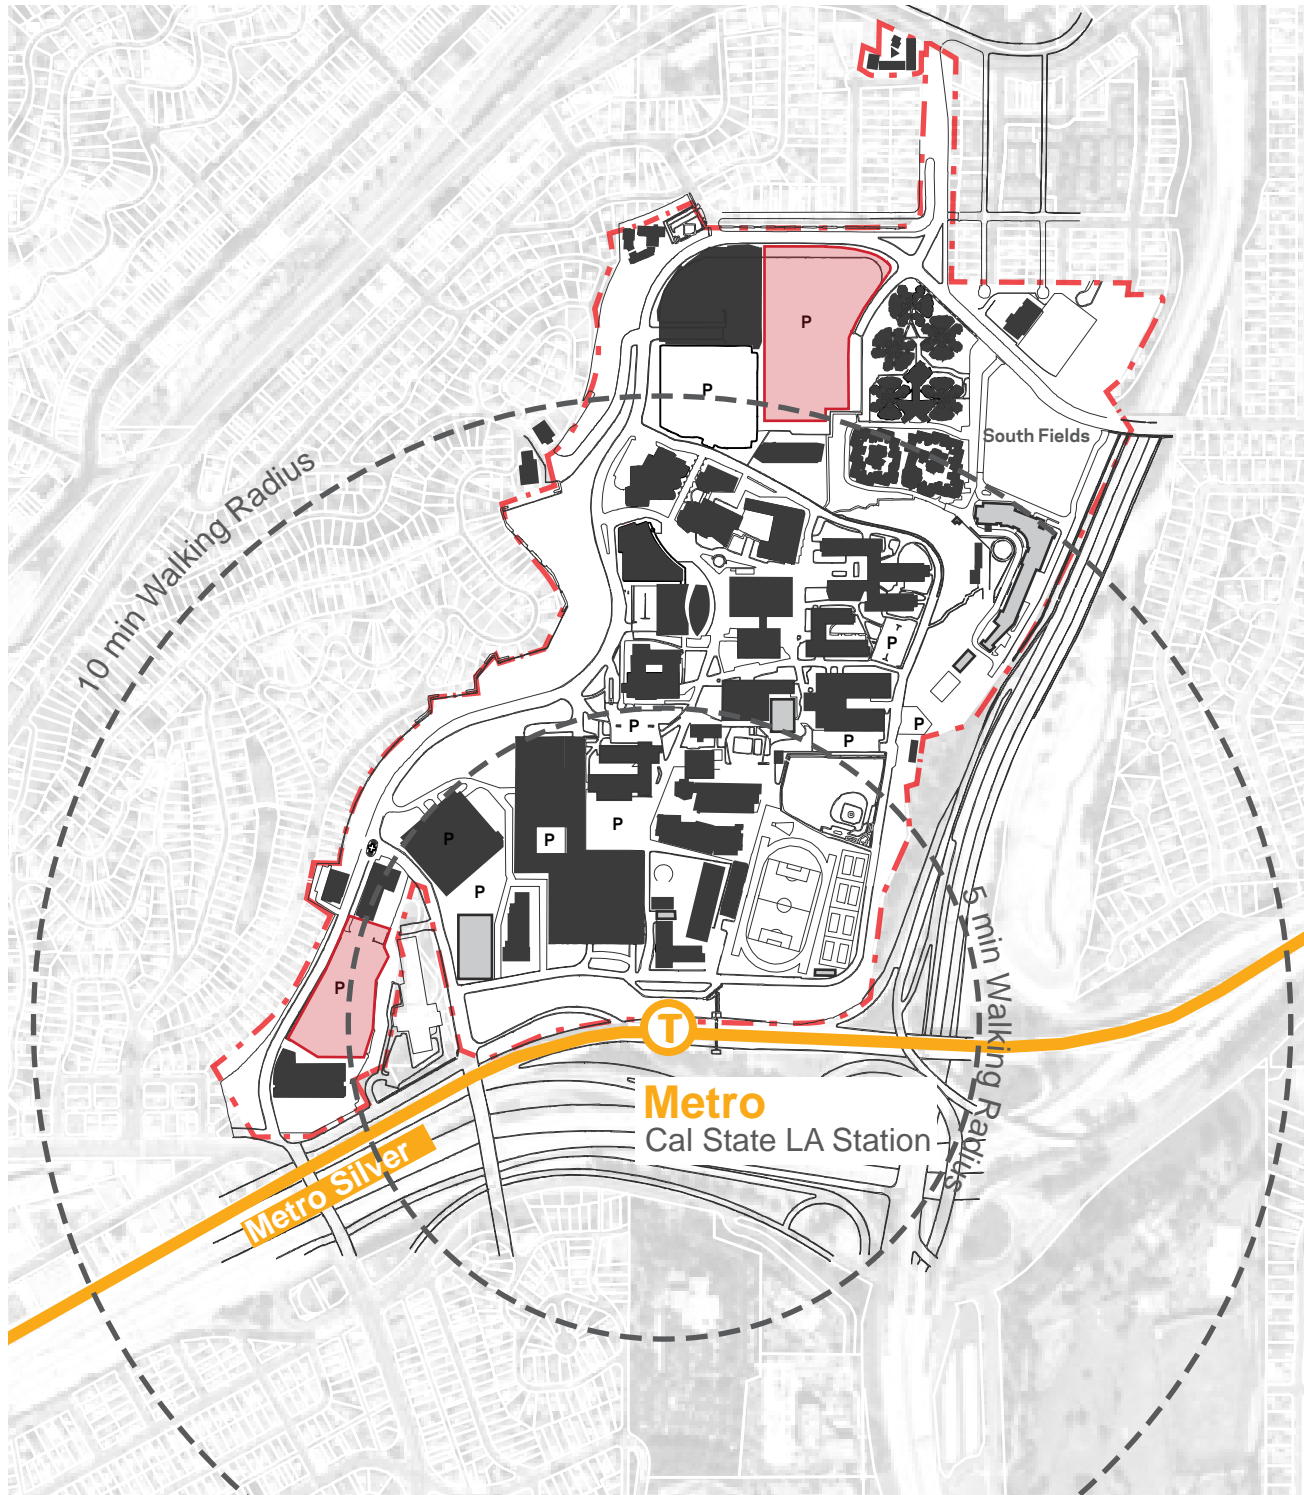 P
P
South Fields
10 min Walking Radius
P
P
P
P
P
P
P
P
P
5 min Walking Radius
T
Metro
Cal State LA Station
Metro Silver